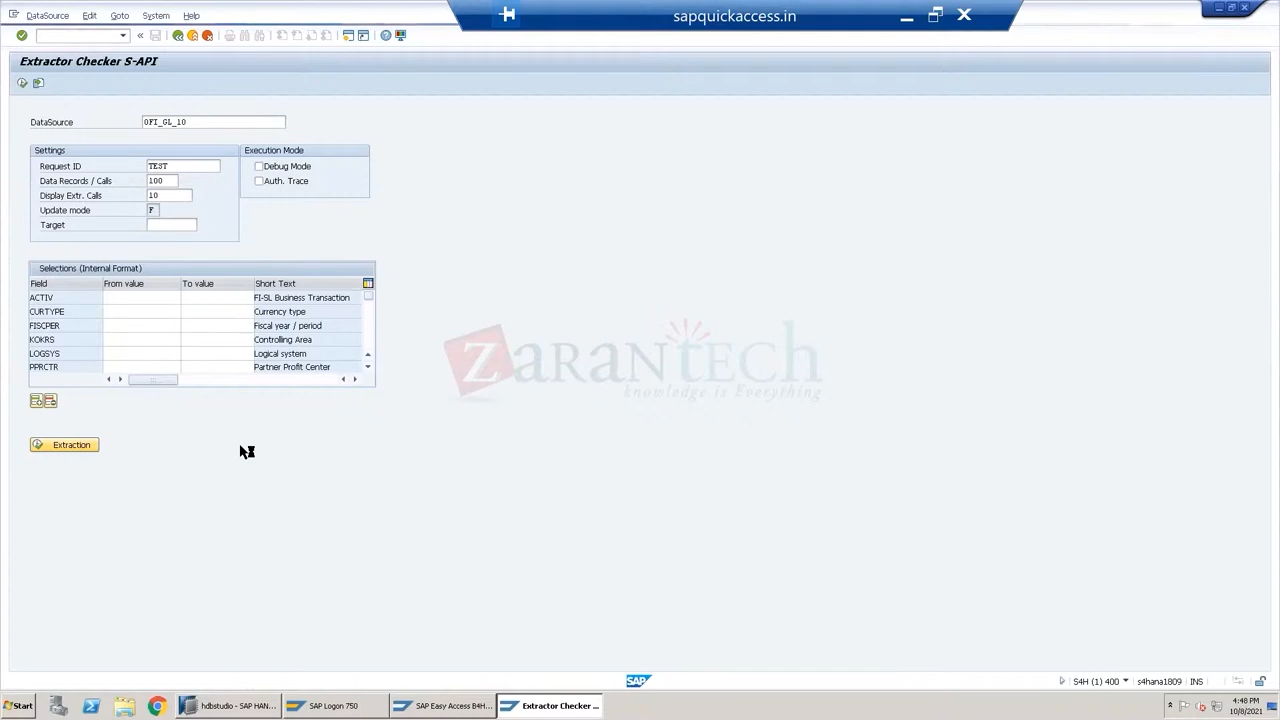 DataSource Edit Goto System Help
sapquickaccess.in
Extractor Checker S-API
DataSource 0FI_GL_10
Settings
Execution Mode
Request ID TEST
Debug Mode
Data Records / Calls 100
Auth. Trace
Display Extr. Calls 10
Update mode F
Target
Selections (Internal Format)
Field From value To value Short Text
ACTIV FI-SL Business Transaction
CURTYPE Currency type
FISCPER Fiscal year / period
KOKRS Controlling Area
LOGSYS Logical system
PPRCTR Partner Profit Center
ZARANTECH
knowledge is Everything
Extraction
SAP
S4H (1) 400 s4hana1809 INS
Start hdbstudio - SAP HAN... SAP Logon 750 SAP Easy Access B4H... Extractor Checker ...
4:48 PM
10/8/2021